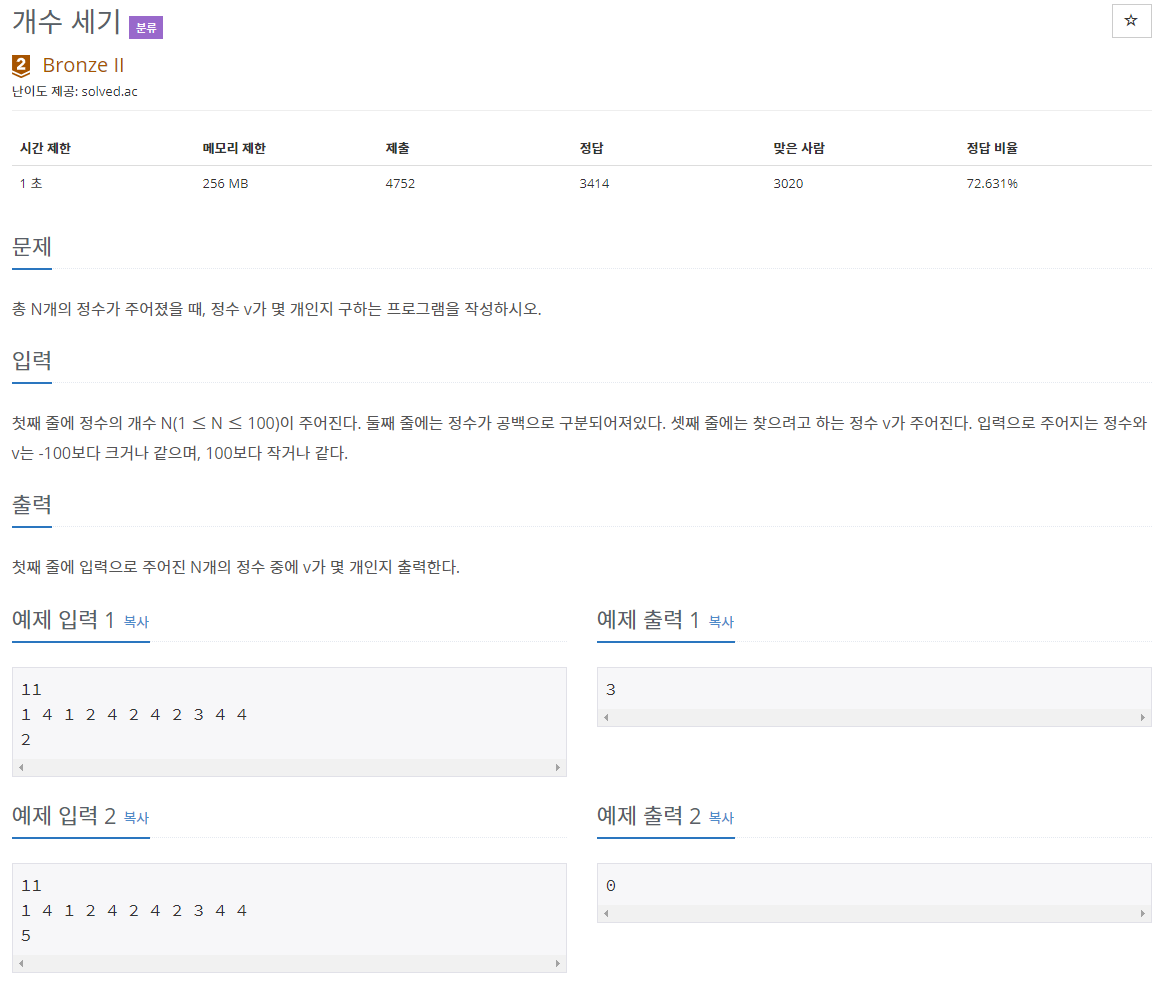 개수 세기 분류
☆
2 Bronze II
난이도 제공: solved.ac
시간 제한 메모리 제한 제출 정답 맞은 사람 정답 비율
1 초 256 MB 4752 3414 3020 72.631%
문제
총 N개의 정수가 주어졌을 때, 정수 v가 몇 개인지 구하는 프로그램을 작성하시오.
입력
첫째 줄에 정수의 개수 N(1 ≤ N ≤ 100)이 주어진다. 둘째 줄에는 정수가 공백으로 구분되어져있다. 셋째 줄에는 찾으려고 하는 정수 v가 주어진다. 입력으로 주어지는 정수와
v는 -100보다 크거나 같으며, 100보다 작거나 같다.
출력
첫째 줄에 입력으로 주어진 N개의 정수 중에 v가 몇 개인지 출력한다.
예제 입력 1 복사
11
1 4 1 2 4 2 4 2 3 4 4
2
예제 출력 1 복사
3
예제 입력 2 복사
11
1 4 1 2 4 2 4 2 3 4 4
5
예제 출력 2 복사
0